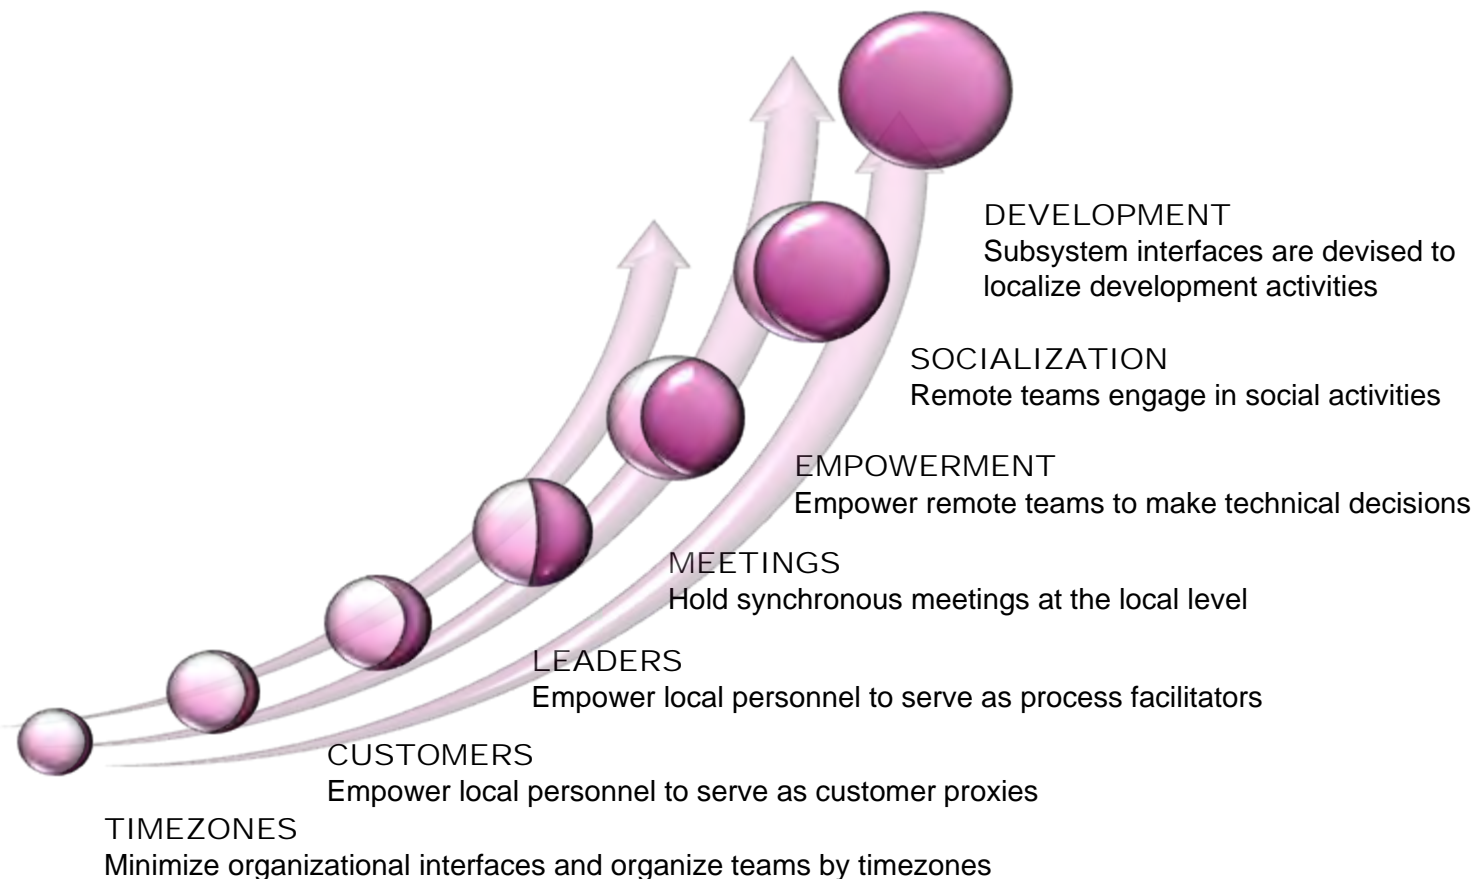 DEVELOPMENT
Subsystem interfaces are devised to
localize development activities
SOCIALIZATION
Remote teams engage in social activities
EMPOWERMENT
Empower remote teams to make technical decisions
MEETINGS
Hold synchronous meetings at the local level
LEADERS
Empower local personnel to serve as process facilitators
CUSTOMERS
Empower local personnel to serve as customer proxies
TIMEZONES
Minimize organizational interfaces and organize teams by timezones